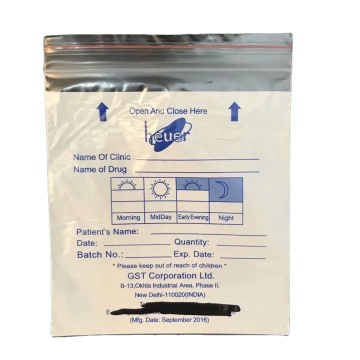 Open And Close Here
heuer
Name Of Clinic
Name of Drug
Morning MidDay Early Evening Night
Patient's Name:
Date: Quantity:
Batch No.: Exp. Date:
* Please keep out of reach of children *
GST Corporation Ltd.
B-13,Okhla Industrial Area, Phase II,
New Delhi-110020(INDIA)
(Mfg. Date: September 2016)